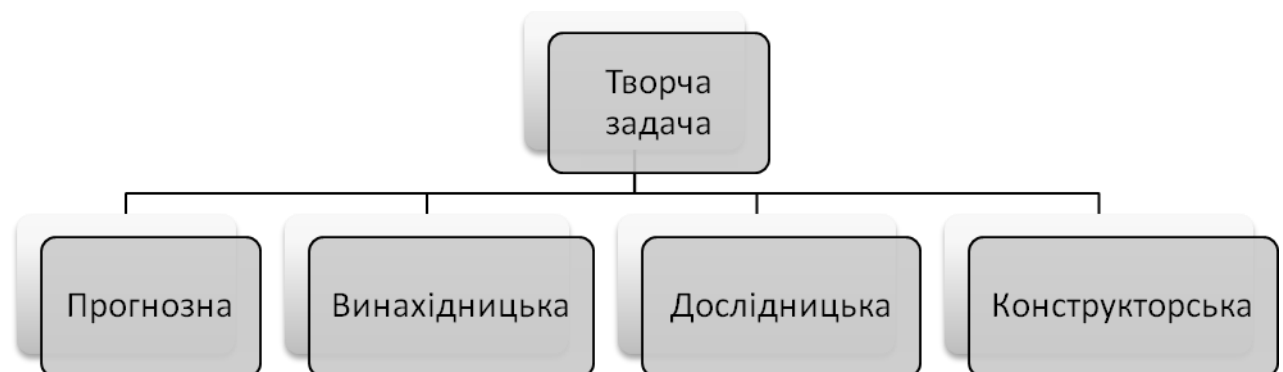 Творча
задача
Прогнозна
Винахідницька
Дослідницька
Конструкторська